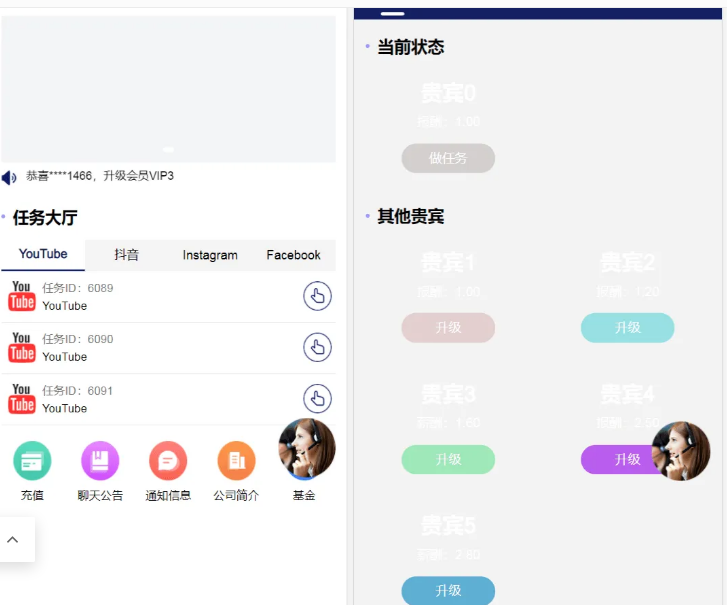 恭喜****1466，升级会员VIP3
任务大厅
YouTube 抖音 Instagram Facebook
You Tube
任务ID：6089
YouTube
You Tube
任务ID：6090
YouTube
You Tube
任务ID：6091
YouTube
充值 聊天公告 通知信息 公司简介 基金
当前状态
贵宾0
报酬：1.00
做任务
其他贵宾
贵宾1 贵宾2
报酬：1.00 报酬：1.20
升级 升级
贵宾3 贵宾4
报酬：1.60 报酬：2.50
升级 升级
贵宾5
升级